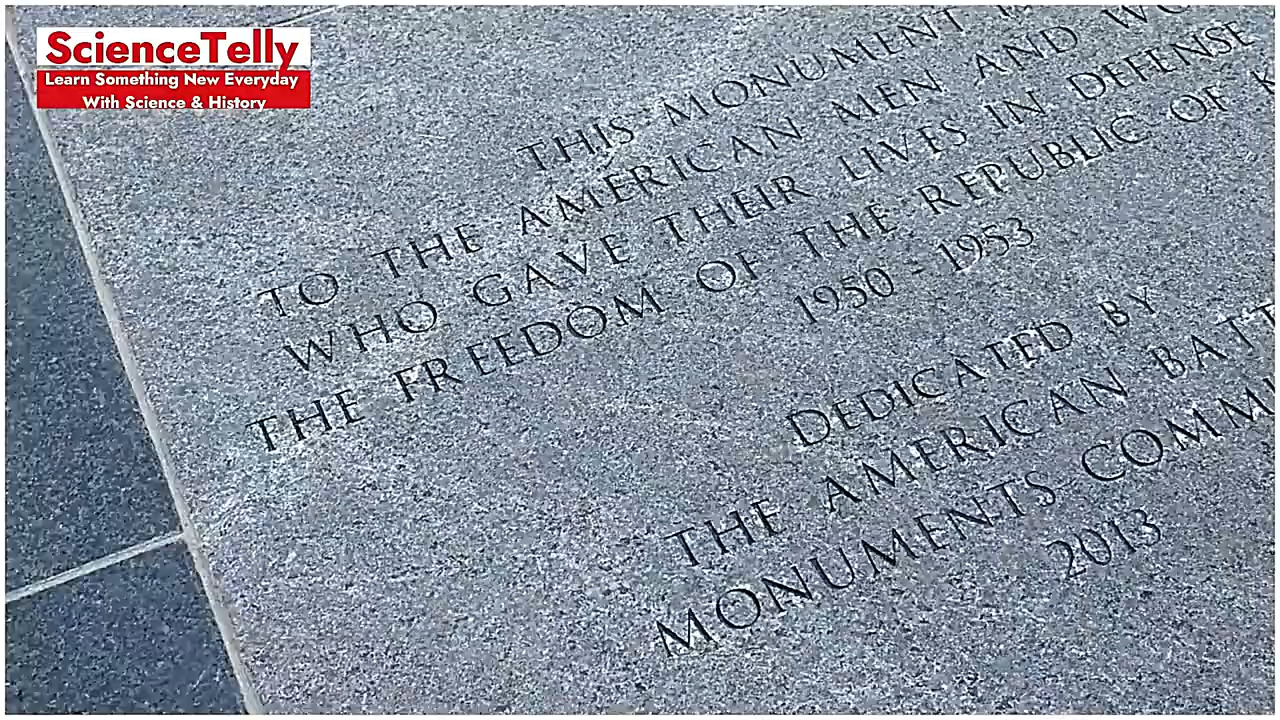 ScienceTelly
Learn Something New Everyday
With Science & History
THIS MONUMENT
TO THE AMERICAN MEN AND
WHO GAVE THEIR LIVES IN DEFENSE
THE FREEDOM OF THE REPUBLIC OF
1950 - 1953
DEDICATED BY
THE AMERICAN
MONUMENTS
2013